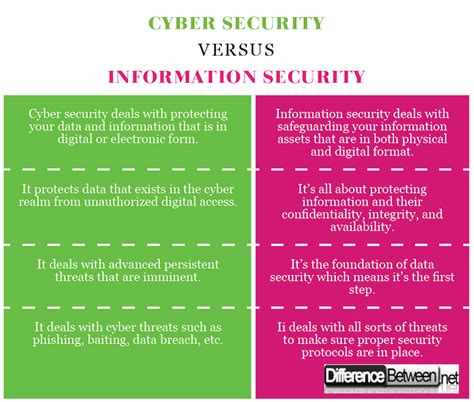 CYBER SECURITY
VERSUS
INFORMATION SECURITY
Cyber security deals with protecting
your data and information that is in
digital or electronic form.
Information security deals with
safeguarding your information
assets that are in both physical
and digital format.
It protects data that exists in the cyber
realm from unauthorized digital access.
It's all about protecting
information and their
confidentiality, integrity, and
availability.
It deals with advanced persistent
threats that are imminent.
It's the foundation of data
security which means it's the first
step.
It deals with cyber threats such as
phishing, baiting, data breach, etc.
Ii deals with all sorts of threats
to make sure proper security
protocols are in place.
DifferenceBetween.net